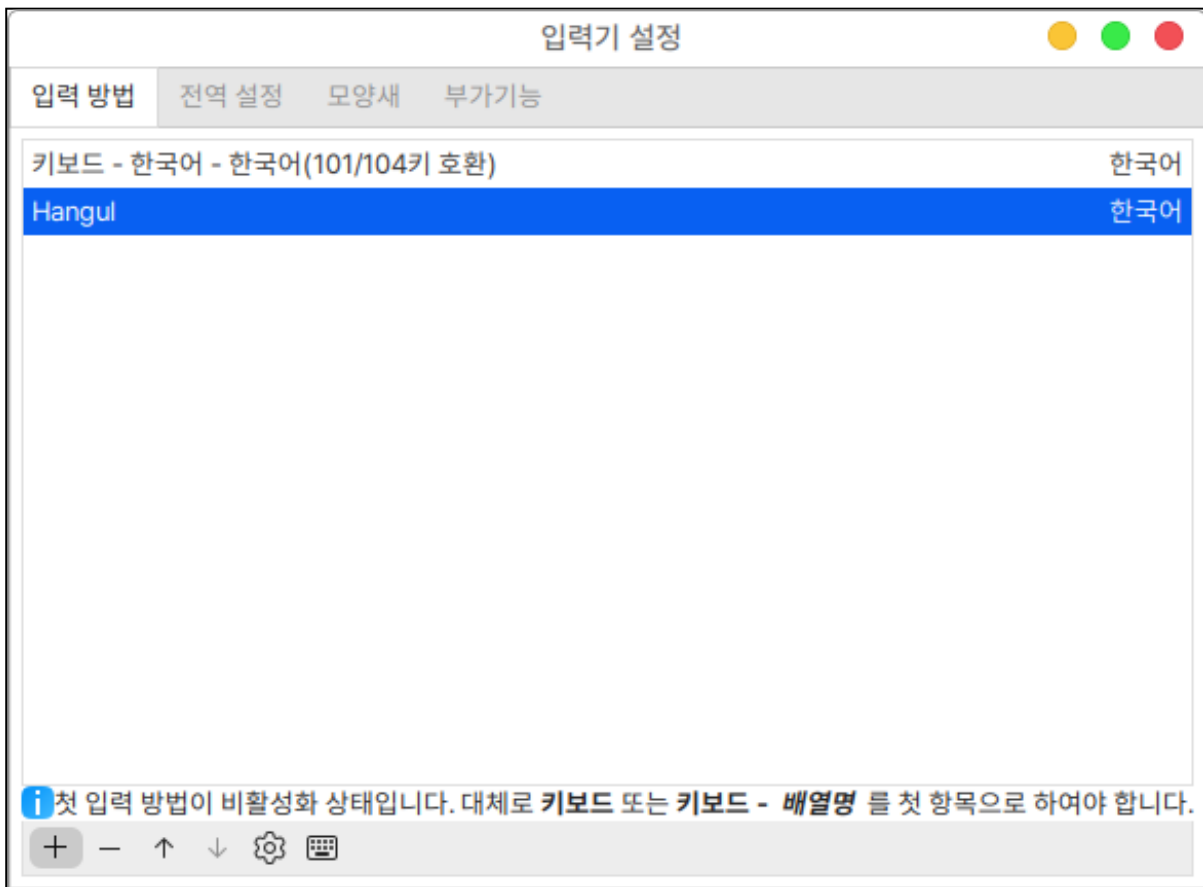 입력기 설정
입력 방법 전역 설정 모양새 부가기능
키보드 - 한국어 - 한국어(101/104키 호환) 한국어
Hangul 한국어
첫 입력 방법이 비활성화 상태입니다. 대체로 키보드 또는 키보드 - 배열명 를 첫 항목으로 하여야 합니다.